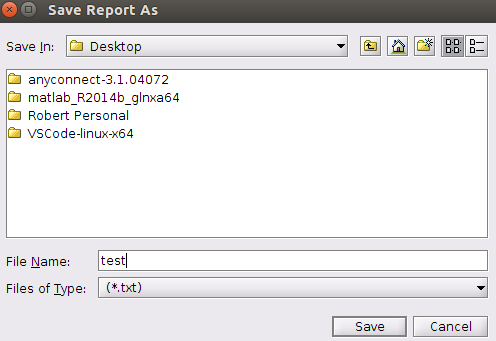 Save Report As
Save In: Desktop
anyconnect-3.1.04072
matlab_R2014b_glnxa64
Robert Personal
VSCode-linux-x64
File Name: test
Files of Type: (*.txt)
Save Cancel